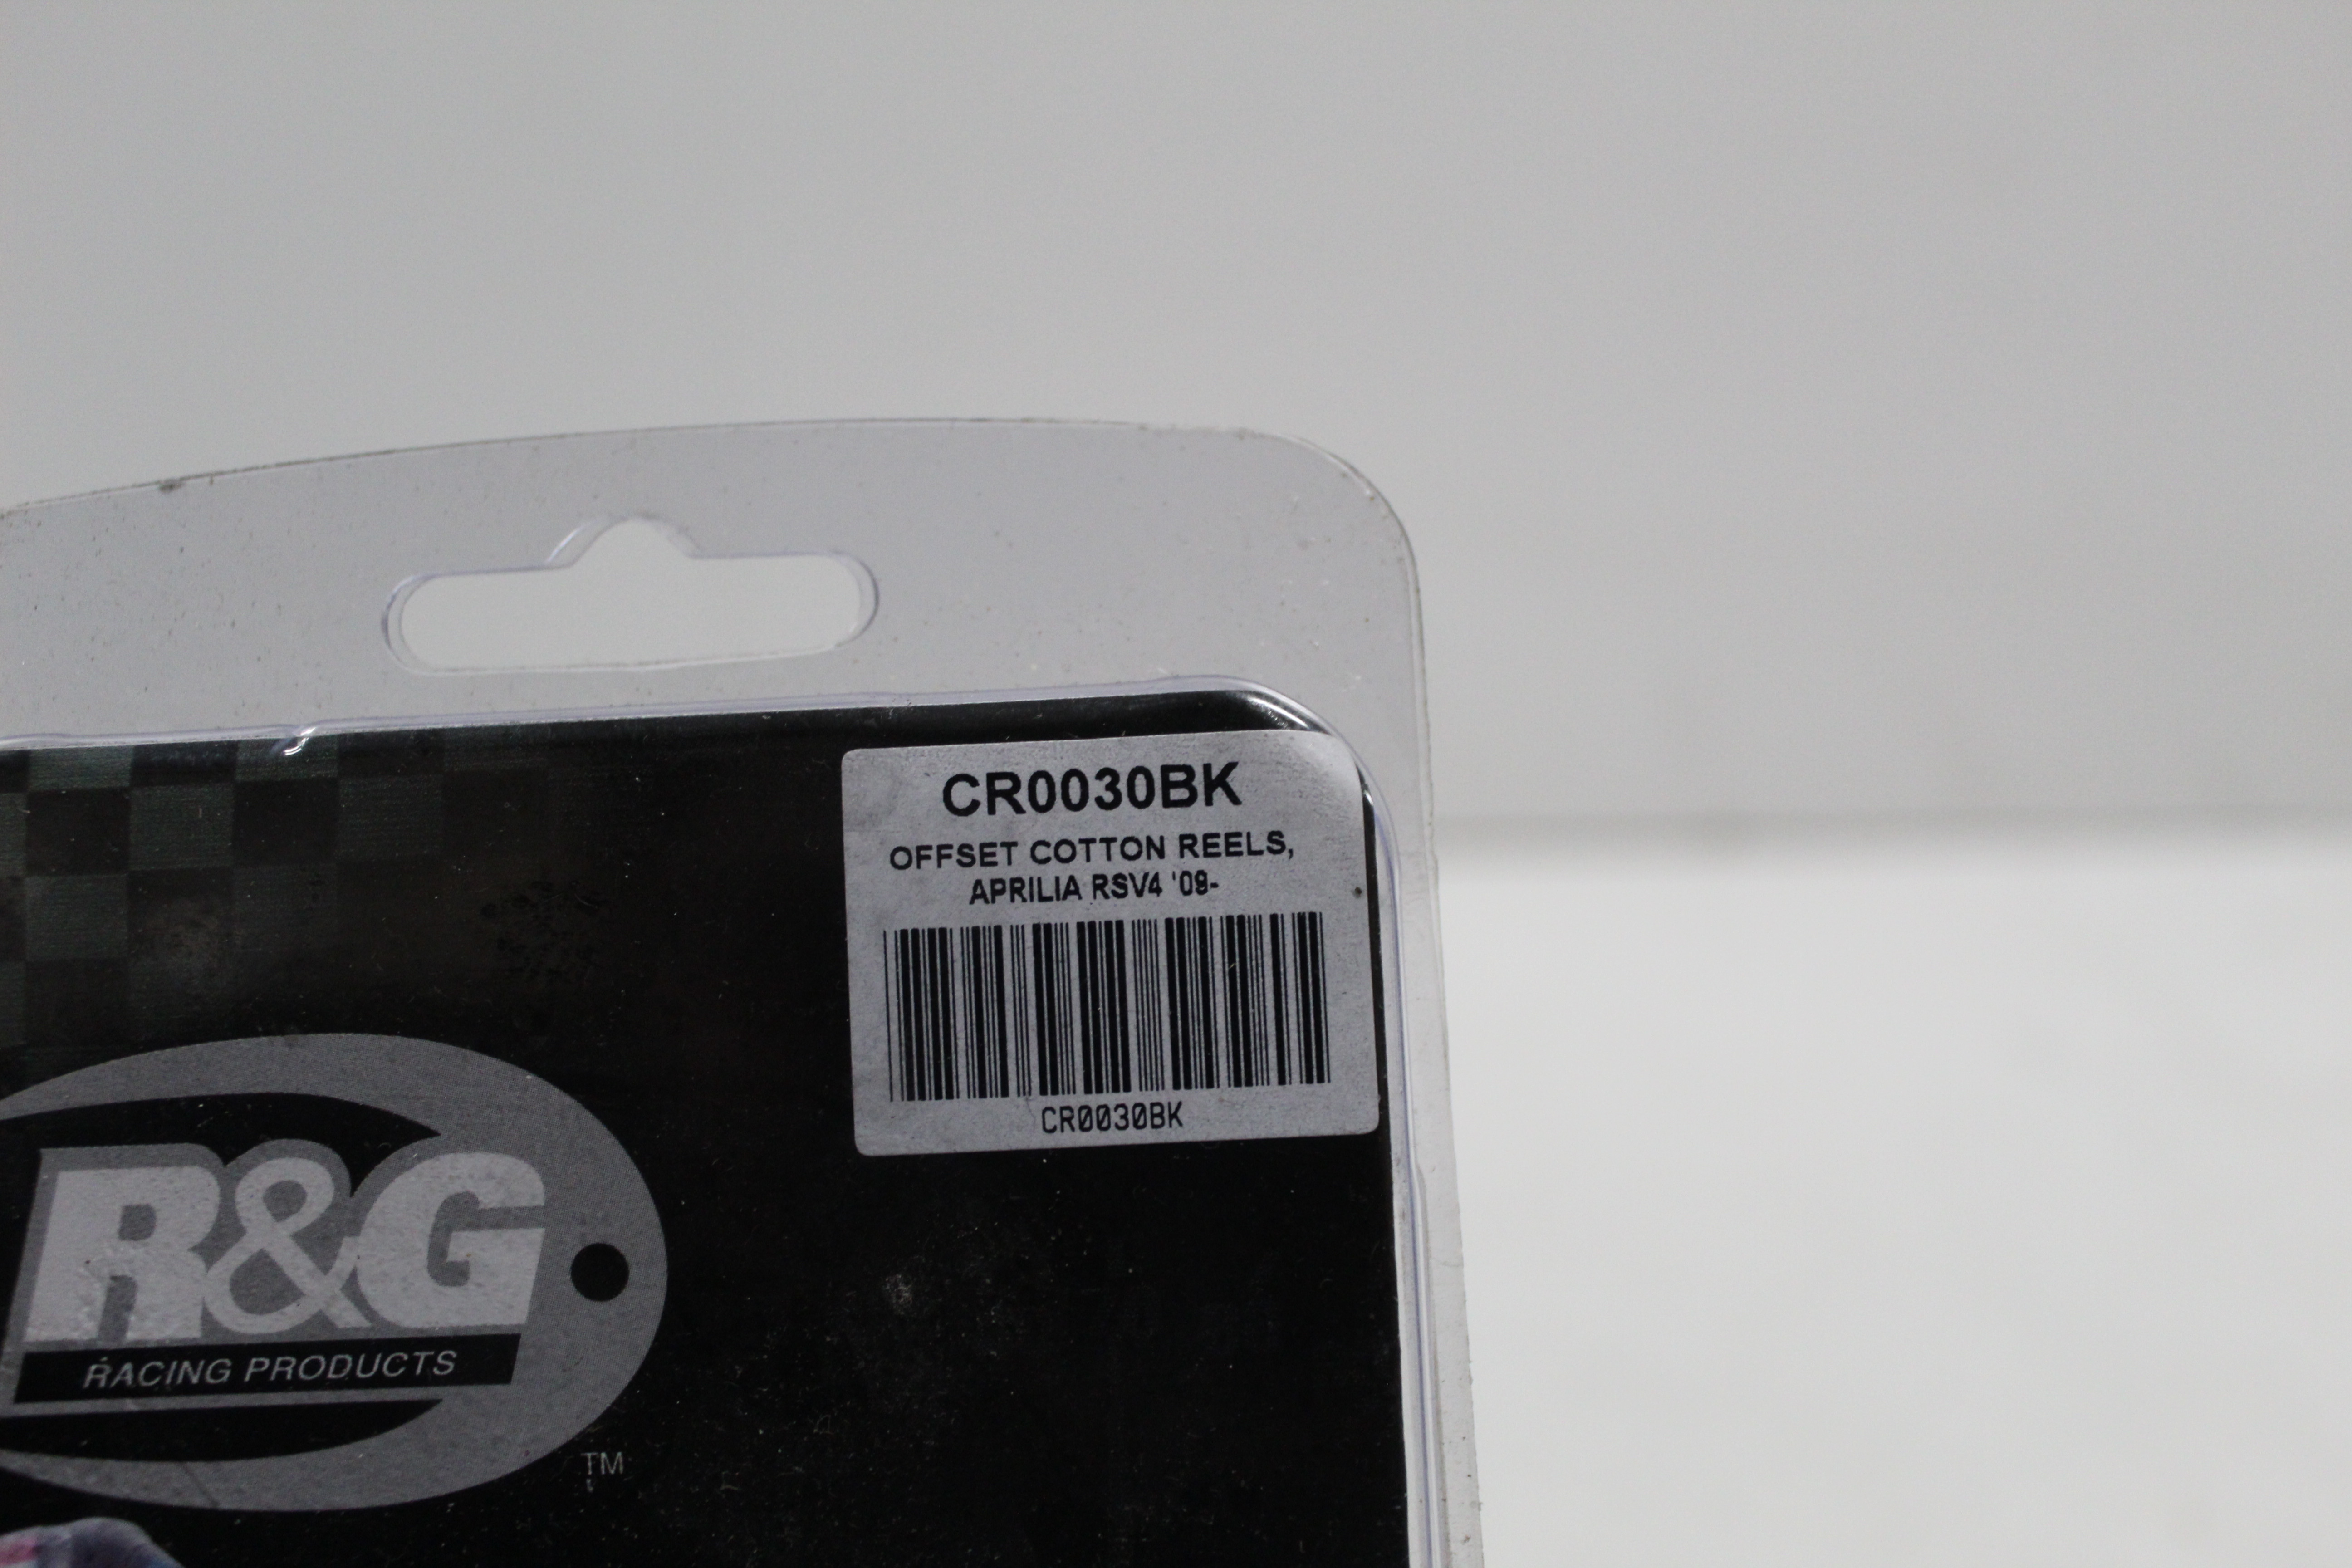 CR0030BK
OFFSET COTTON REELS,
APRILIA RSV4 '09-
CR0030BK
R&G
RACING PRODUCTS
TM